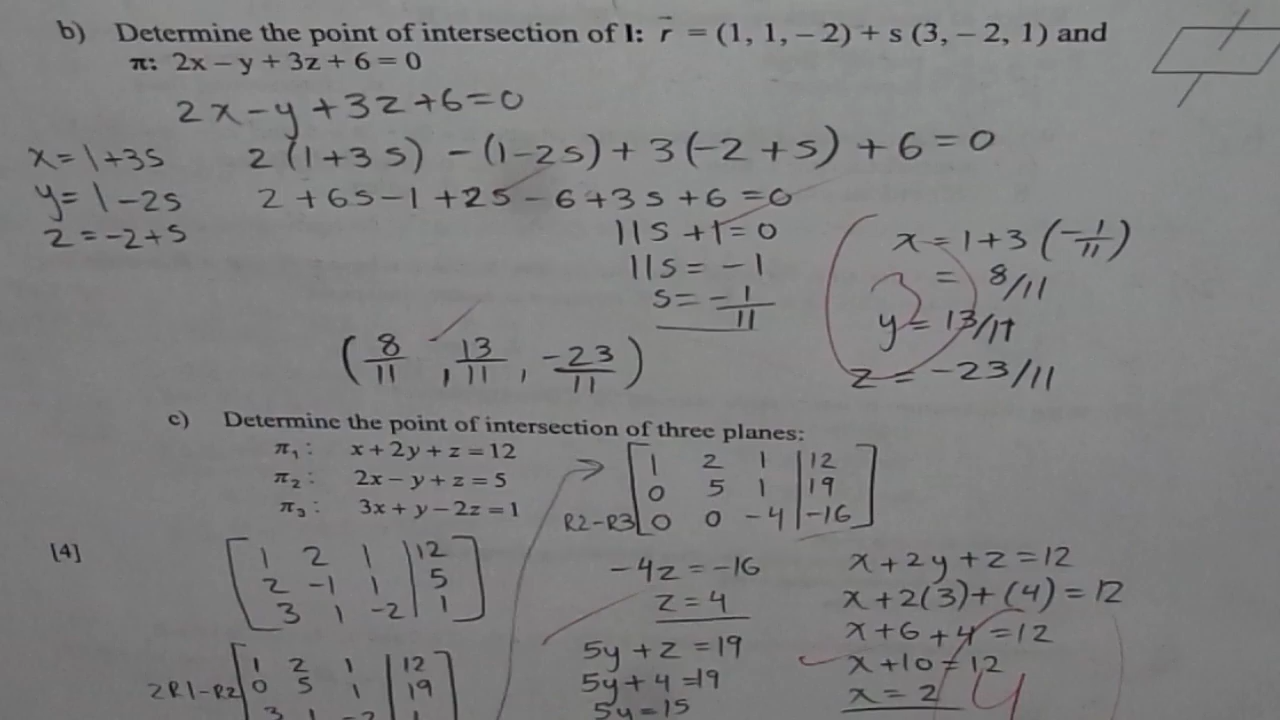 b) Determine the point of intersection of l: r⃗ = (1, 1, – 2) + s (3, – 2, 1) and
π: 2x – y + 3z + 6 = 0
2x-y+3z+6=0
x=1+3s
y=1-2s
z=-2+s
2(1+3s) -(1-2s)+3(-2+s)+6=0
2+6s-1+2s-6+3s+6=0
11s+1=0
11s=-1
s=-1/11
x=1+3(-1/11)
= 8/11
y=13/11
z=-23/11
3
(8/11, 13/11, -23/11)
c) Determine the point of intersection of three planes:
π₁: x + 2y + z = 12
π₂: 2x – y + z = 5
π₃: 3x + y – 2z = 1
[4]
1 2 1 | 12
2 -1 1 | 5
3 1 -2 | 1
2R1-R2
1 2 1 | 12
0 5 1 | 19
3 1 -2 | 1
1 2 1 | 12
0 5 1 | 19
R2-R3 0 0 -4 | -16
-4z=-16
z=4
5y+z=19
5y+4=19
5y=15
x+2y+z=12
x+2(3)+(4)=12
x+6+4=12
x+10=12
x=2
4